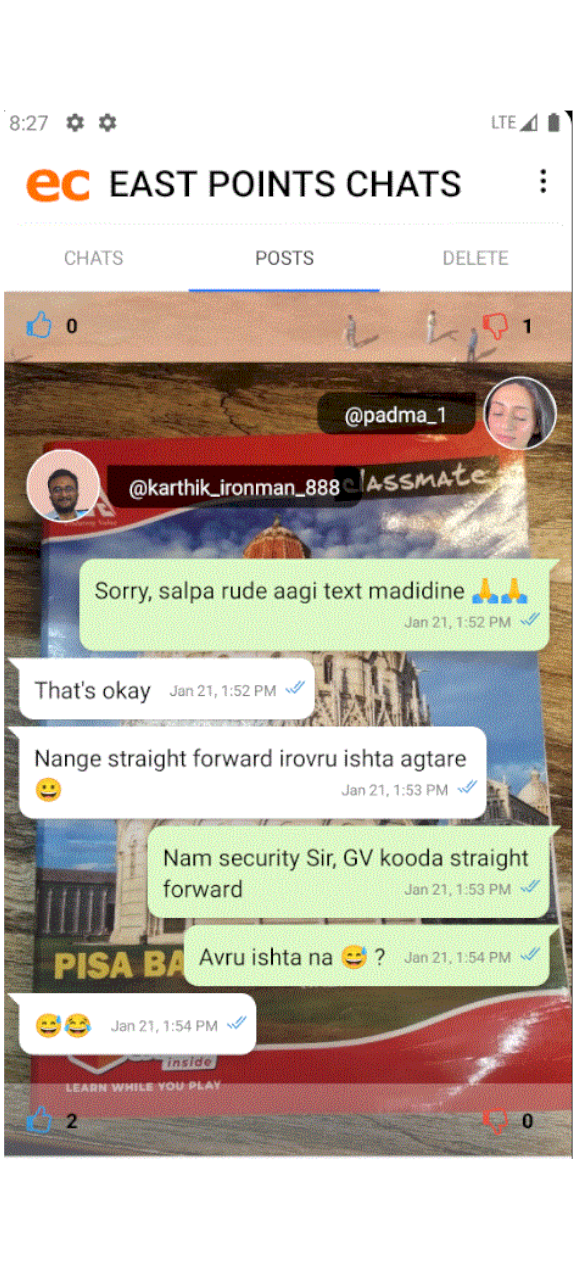 8:27 LTE
ec EAST POINTS CHATS
CHATS POSTS DELETE
0 1
@padma_1
@karthik_ironman_888
classmate
Sorry, salpa rude aagi text madidine 🙏🙏
Jan 21, 1:52 PM
That's okay Jan 21, 1:52 PM
Nange straight forward irovru ishta agtare
😀 Jan 21, 1:53 PM
Nam security Sir, GV kooda straight
forward Jan 21, 1:53 PM
PISA BA
Avru ishta na 😅 ? Jan 21, 1:54 PM
😅😂 Jan 21, 1:54 PM
inside
LEARN WHILE YOU PLAY
2 0